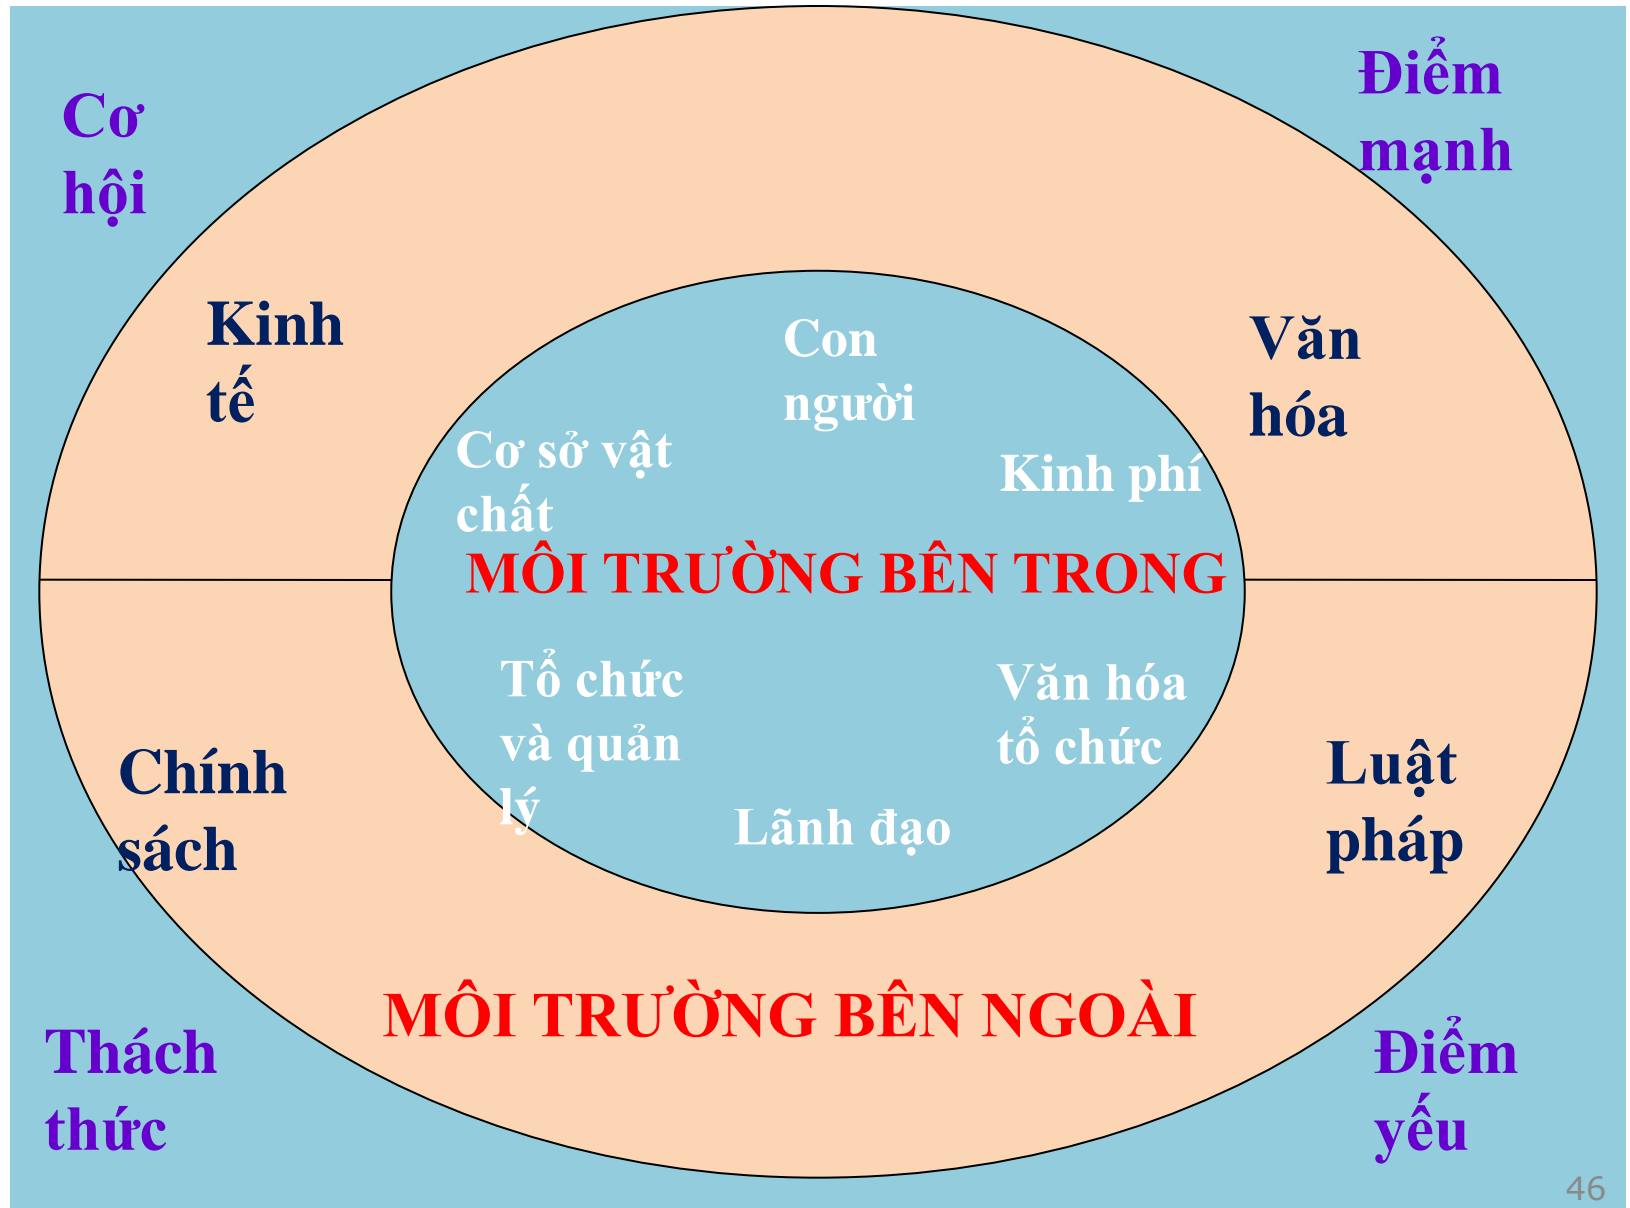 Cơ
hội
Điểm
mạnh
Kinh
tế
Con
người
Văn
hóa
Cơ sở vật
chất
Kinh phí
MÔI TRƯỜNG BÊN TRONG
Tổ chức
và quản
lý
Văn hóa
tổ chức
Chính
sách
Lãnh đạo
Luật
pháp
MÔI TRƯỜNG BÊN NGOÀI
Thách
thức
Điểm
yếu
46